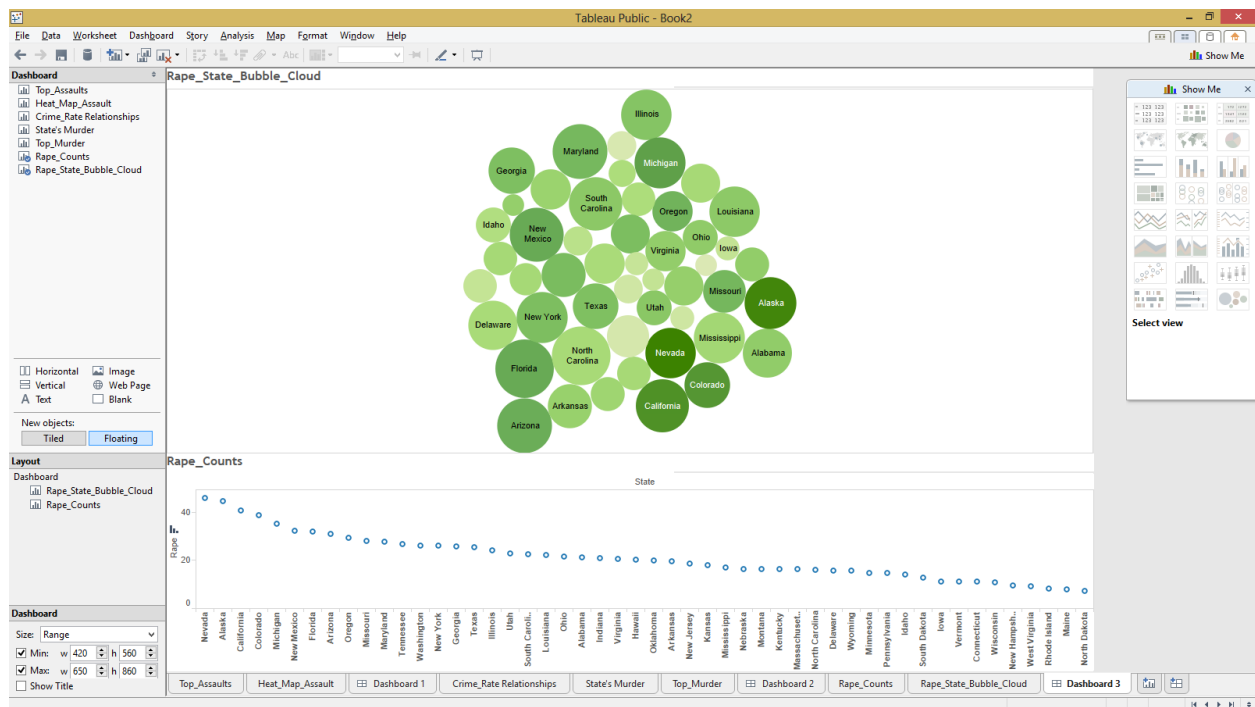 Tableau Public - Book2
File Data Worksheet Dashboard Story Analysis Map Format Window Help
Abc
Show Me
Dashboard
Top_Assaults
Heat_Map_Assault
Crime_Rate Relationships
State's Murder
Top_Murder
Rape_Counts
Rape_State_Bubble_Cloud
Horizontal Image
Vertical Web Page
A Text Blank
New objects:
Tiled Floating
Layout
Dashboard
Rape_State_Bubble_Cloud
Rape_Counts
Dashboard
Size: Range
Min: w 420 h 560
Max: w 650 h 860
Show Title
Rape_State_Bubble_Cloud
Illinois
Maryland
Michigan
Georgia
South
Carolina
Oregon
Louisiana
Idaho
New
Mexico
Ohio
Virginia
Iowa
Missouri
Alaska
Texas
Utah
New York
Delaware
Mississippi
North
Carolina
Nevada
Alabama
Florida
Colorado
Arkansas
California
Arizona
Rape_Counts
State
Rape
40
20
0
Nevada
Alaska
California
Colorado
Michigan
New Mexico
Florida
Arizona
Oregon
Missouri
Maryland
Tennessee
Washington
New York
Georgia
Texas
Illinois
Utah
South Caroli..
Louisiana
Ohio
Alabama
Indiana
Virginia
Hawaii
Oklahoma
Arkansas
New Jersey
Kansas
Mississippi
Nebraska
Montana
Kentucky
Massachuset..
North Carolina
Delaware
Wyoming
Minnesota
Pennsylvania
Idaho
South Dakota
Iowa
Vermont
Connecticut
Wisconsin
New Hampsh..
West Virginia
Rhode Island
Maine
North Dakota
Show Me
Select view
Top_Assaults Heat_Map_Assault Dashboard 1 Crime_Rate Relationships State's Murder Top_Murder Dashboard 2 Rape_Counts Rape_State_Bubble_Cloud Dashboard 3